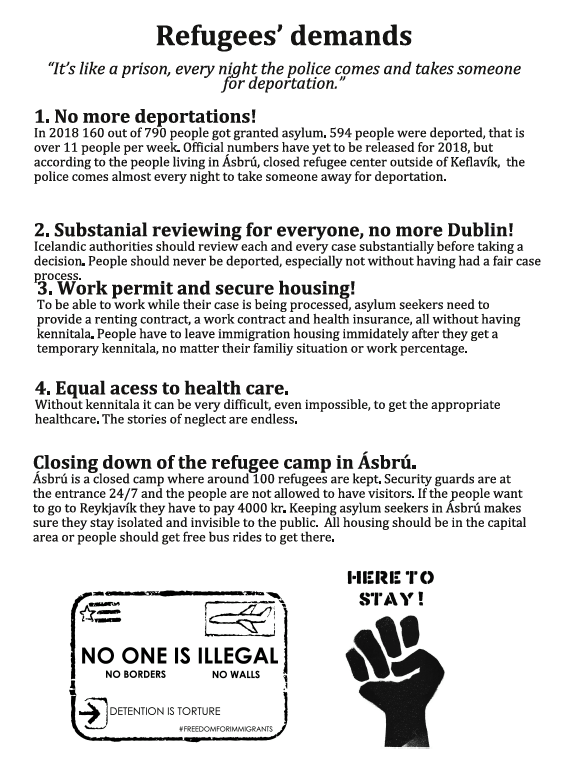 Refugees’ demands
“It’s like a prison, every night the police comes and takes someone
for deportation.”
1. No more deportations!
In 2018 160 out of 790 people got granted asylum. 594 people were deported, that is
over 11 people per week. Official numbers have yet to be released for 2018, but
according to the people living in Ásbrú, closed refugee center outside of Keflavík, the
police comes almost every night to take someone away for deportation.
2. Substanial reviewing for everyone, no more Dublin!
Icelandic authorities should review each and every case substantially before taking a
decision. People should never be deported, especially not without having had a fair case
process.
3. Work permit and secure housing!
To be able to work while their case is being processed, asylum seekers need to
provide a renting contract, a work contract and health insurance, all without having
kennitala. People have to leave immigration housing immidately after they get a
temporary kennitala, no matter their familiy situation or work percentage.
4. Equal acess to health care.
Without kennitala it can be very difficult, even impossible, to get the appropriate
healthcare. The stories of neglect are endless.
Closing down of the refugee camp in Ásbrú.
Ásbrú is a closed camp where around 100 refugees are kept. Security guards are at
the entrance 24/7 and the people are not allowed to have visitors. If the people want
to go to Reykjavík they have to pay 4000 kr. Keeping asylum seekers in Ásbrú makes
sure they stay isolated and invisible to the public. All housing should be in the capital
area or people should get free bus rides to get there.
NO ONE IS ILLEGAL
NO BORDERS NO WALLS
DETENTION IS TORTURE
#FREEDOMFORIMMIGRANTS
HERE TO
STAY!